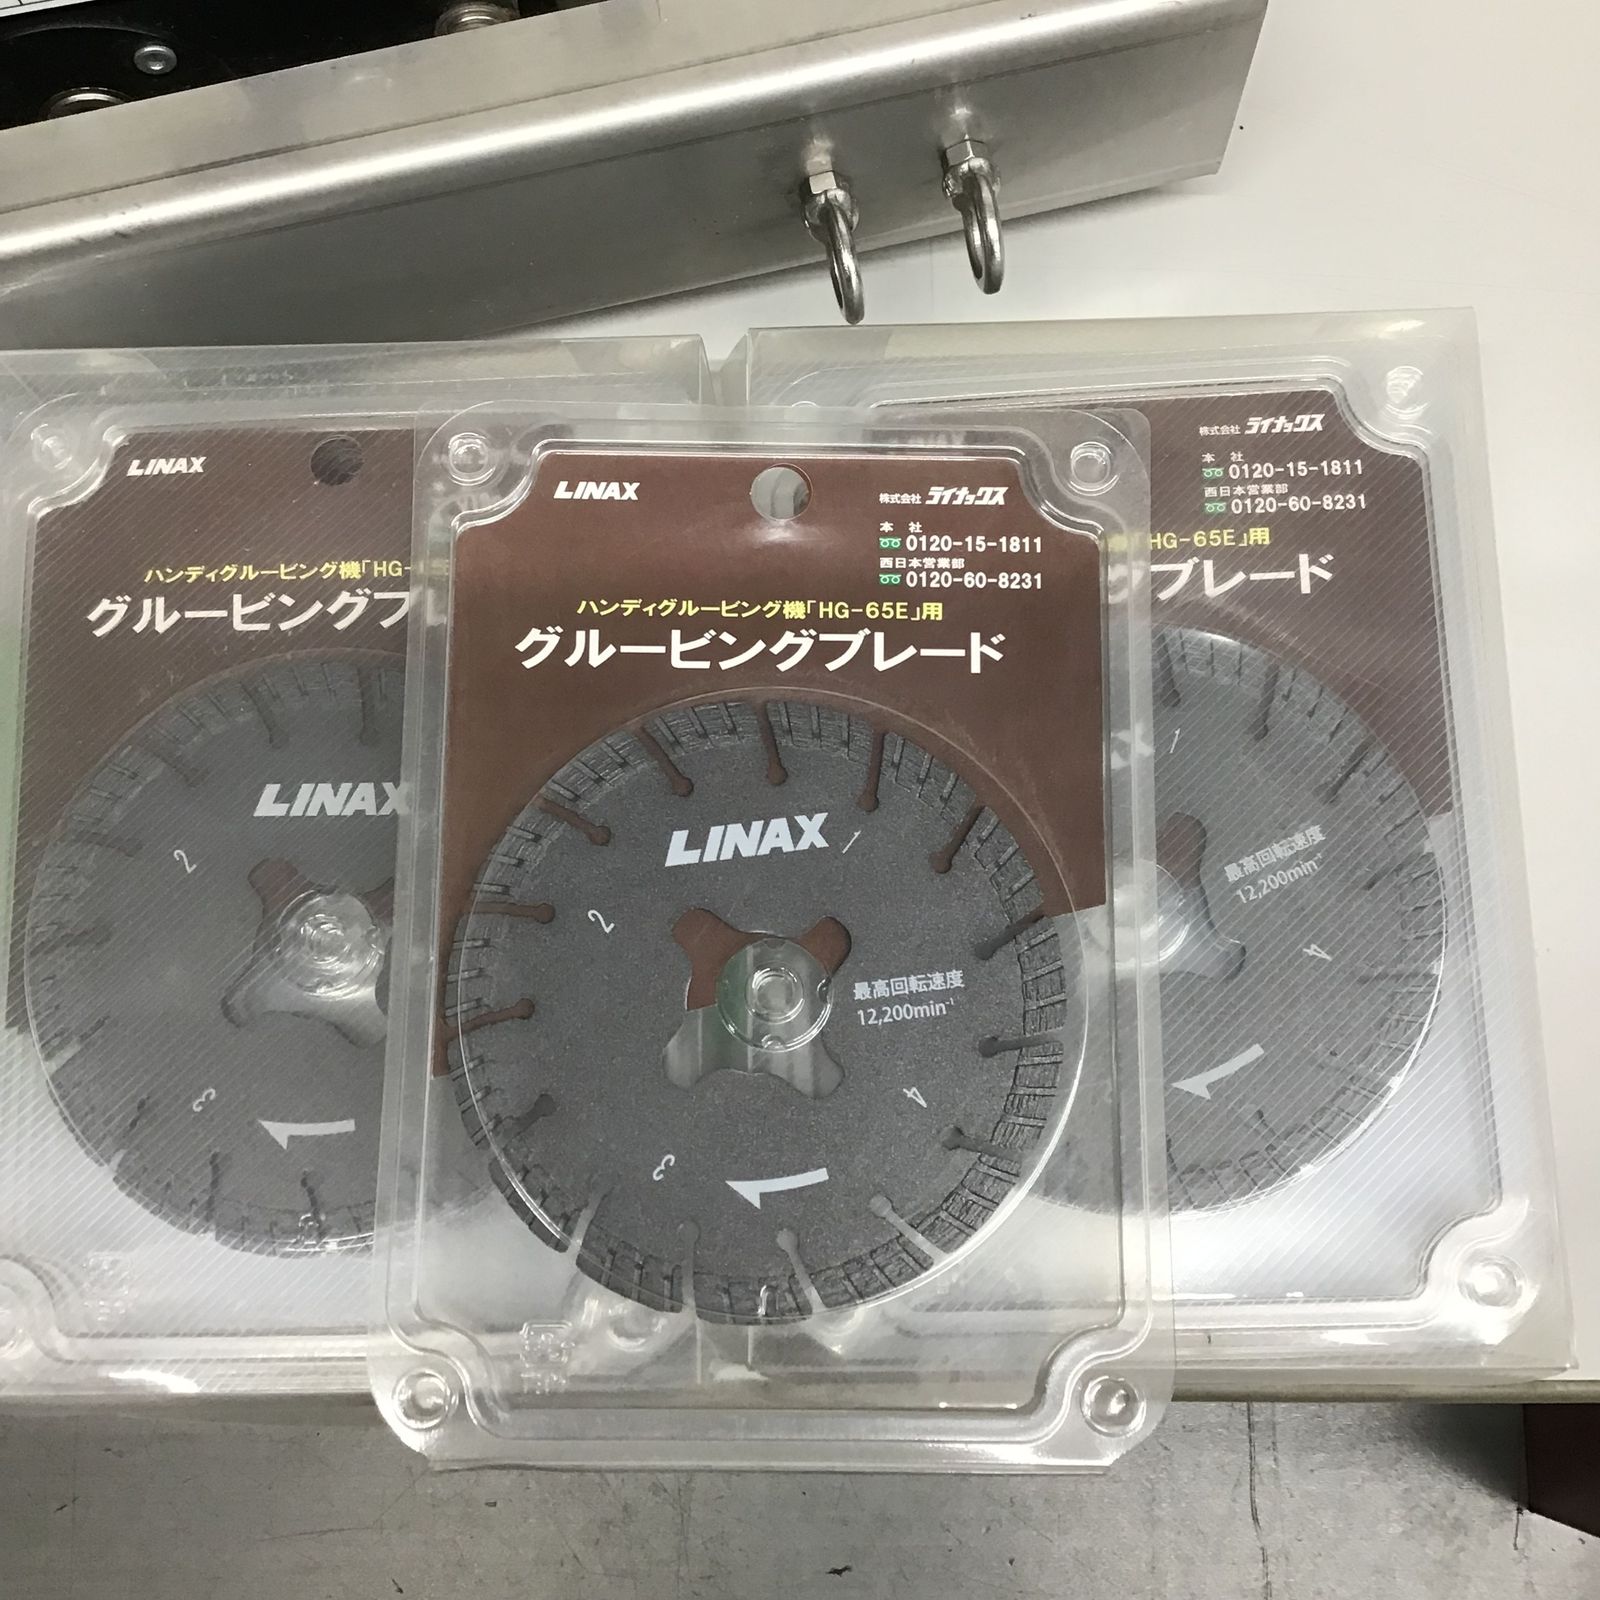 LINAX
ハンディグルービング機「HG-
グルービングブ
LINAX
2
3
LINAX
株式会社 ライナックス
本 社
0120-15-1811
西日本営業部
0120-60-8231
ハンディグルービング機「HG-65E」用
グルービングブレード
LINAX
1
2
最高回転速度
12,200min⁻¹
4
3
株式会社 ライナックス
本 社
0120-15-1811
西日本営業部
0120-60-8231
「HG-65E」用
グブレード
1
最高回転速度
12,200min⁻¹
4